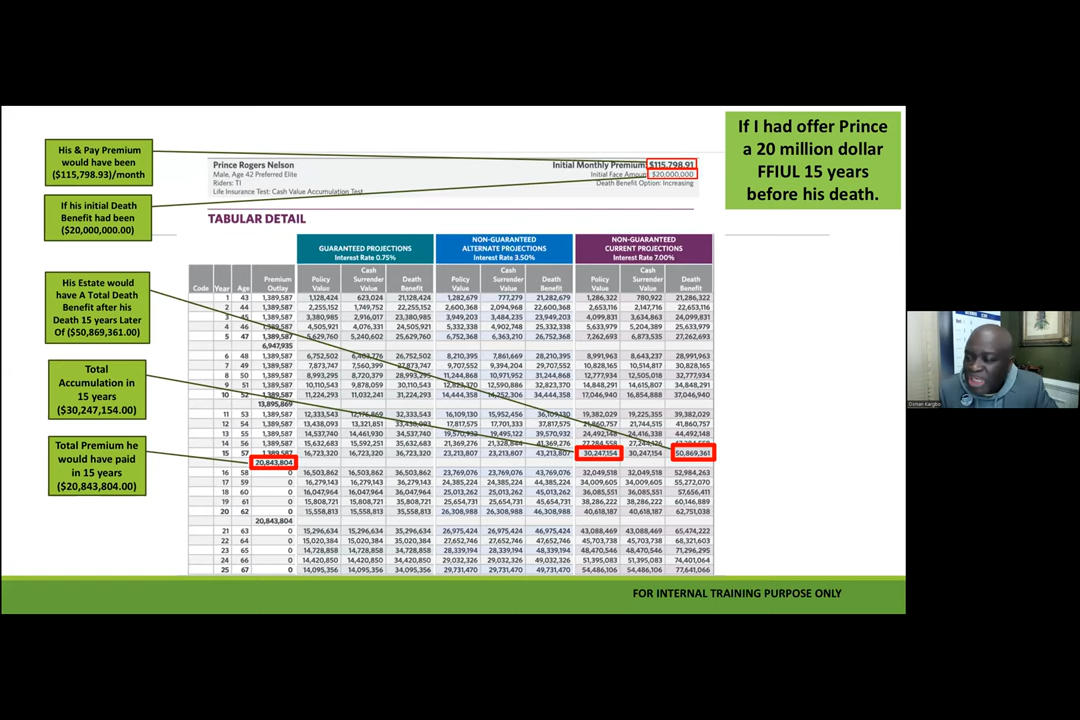 If I had offer Prince
a 20 million dollar
FFIUL 15 years
before his death.
His & Pay Premium
would have been
($115,798.93)/month
If his initial Death
Benefit had been
($20,000,000.00)
His Estate would
have A Total Death
Benefit after his
Death 15 years Later
Of ($50,869,361.00)
Total
Accumulation in
15 years
($30,247,154.00)
Total Premium he
would have paid
in 15 years
($20,843,804.00)
Prince Rogers Nelson
Male, Age 42 Preferred Elite
Riders: TI
Life Insurance Test: Cash Value Accumulation Test
Initial Monthly Premium: $115,798.91
Initial Face Amount: $20,000,000
Death Benefit Option: Increasing
TABULAR DETAIL
GUARANTEED PROJECTIONS
Interest Rate 0.75%
NON-GUARANTEED
ALTERNATE PROJECTIONS
Interest Rate 3.50%
NON-GUARANTEED
CURRENT PROJECTIONS
Interest Rate 7.00%
Code Year Age Premium Outlay Policy Value Cash Surrender Value Death Benefit Policy Value Cash Surrender Value Death Benefit Policy Value Cash Surrender Value Death Benefit
1 43 1,389,587 1,128,424 623,024 21,128,424 1,282,679 777,279 21,282,679 1,286,322 780,922 21,286,322
2 44 1,389,587 2,255,152 1,749,752 22,255,152 2,600,368 2,094,968 22,600,368 2,653,116 2,147,716 22,653,116
3 45 1,389,587 3,380,985 2,916,017 23,380,985 3,949,203 3,484,235 23,949,203 4,099,831 3,634,863 24,099,831
4 46 1,389,587 4,505,921 4,076,331 24,505,921 5,332,338 4,902,748 25,332,338 5,633,979 5,204,389 25,633,979
5 47 1,389,587 5,629,760 5,240,602 25,629,760 6,752,368 6,363,210 26,752,368 7,262,693 6,873,535 27,262,693
6,947,935
6 48 1,389,587 6,752,502 6,403,776 26,752,502 8,210,395 7,861,669 28,210,395 8,991,963 8,643,237 28,991,963
7 49 1,389,587 7,873,747 7,560,399 27,873,747 9,707,552 9,394,204 29,707,552 10,828,165 10,514,817 30,828,165
8 50 1,389,587 8,993,295 8,720,379 28,993,295 11,244,868 10,971,952 31,244,868 12,777,934 12,505,018 32,777,934
9 51 1,389,587 10,110,543 9,878,059 30,110,543 12,823,370 12,590,886 32,823,370 14,848,291 14,615,807 34,848,291
10 52 1,389,587 11,224,293 11,032,241 31,224,293 14,444,358 14,252,306 34,444,358 17,046,940 16,854,888 37,046,940
13,895,869
11 53 1,389,587 12,333,543 12,176,869 32,333,543 16,109,130 15,952,456 36,109,130 19,382,029 19,225,355 39,382,029
12 54 1,389,587 13,438,093 13,321,851 33,438,093 17,817,575 17,701,333 37,817,575 21,860,757 21,744,515 41,860,757
13 55 1,389,587 14,537,740 14,461,930 34,537,740 19,570,932 19,495,122 39,570,932 24,492,148 24,416,338 44,492,148
14 56 1,389,587 15,632,683 15,592,251 35,632,683 21,369,276 21,328,844 41,369,276 27,284,558 27,244,126 47,284,558
15 57 1,389,587 16,723,320 16,723,320 36,723,320 23,213,807 23,213,807 43,213,807 30,247,154 30,247,154 50,869,361
20,843,804
16 58 0 16,503,862 16,503,862 36,503,862 23,769,076 23,769,076 43,769,076 32,049,518 32,049,518 52,984,263
17 59 0 16,279,143 16,279,143 36,279,143 24,385,224 24,385,224 44,385,224 34,009,605 34,009,605 55,272,070
18 60 0 16,047,964 16,047,964 36,047,964 25,013,262 25,013,262 45,013,262 36,085,551 36,085,551 57,656,411
19 61 0 15,808,721 15,808,721 35,808,721 25,654,731 25,654,731 45,654,731 38,286,222 38,286,222 60,146,889
20 62 0 15,558,813 15,558,813 35,558,813 26,308,988 26,308,988 46,308,988 40,618,187 40,618,187 62,751,038
20,843,804
21 63 0 15,296,634 15,296,634 35,296,634 26,975,424 26,975,424 46,975,424 43,088,469 43,088,469 65,474,222
22 64 0 15,020,384 15,020,384 35,020,384 27,652,746 27,652,746 47,652,746 45,703,738 45,703,738 68,321,603
23 65 0 14,728,858 14,728,858 34,728,858 28,339,194 28,339,194 48,339,194 48,470,546 48,470,546 71,296,295
24 66 0 14,420,850 14,420,850 34,420,850 29,032,326 29,032,326 49,032,326 51,395,083 51,395,083 74,401,064
25 67 0 14,095,356 14,095,356 34,095,356 29,731,470 29,731,470 49,731,470 54,486,106 54,486,106 77,641,066
FOR INTERNAL TRAINING PURPOSE ONLY
Osman Kargbo